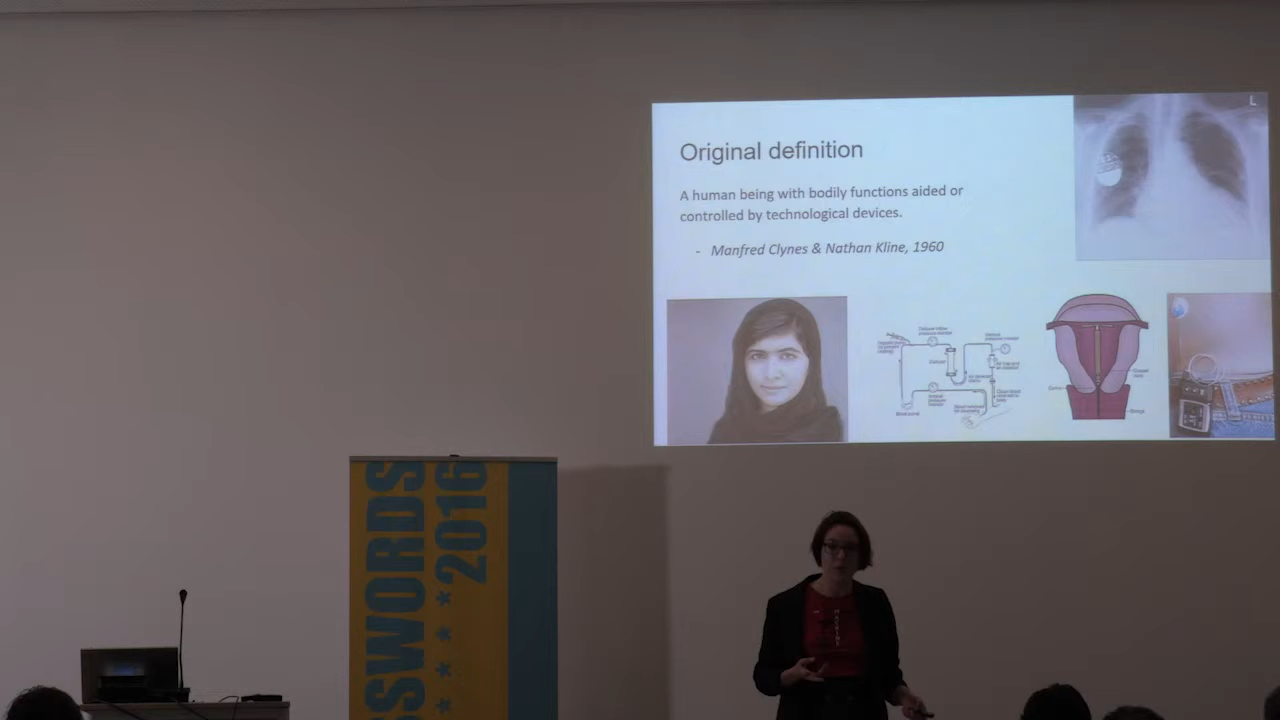 Original definition
A human being with bodily functions aided or
controlled by technological devices.
- Manfred Clynes & Nathan Kline, 1960
L
SSWORDS
****2016